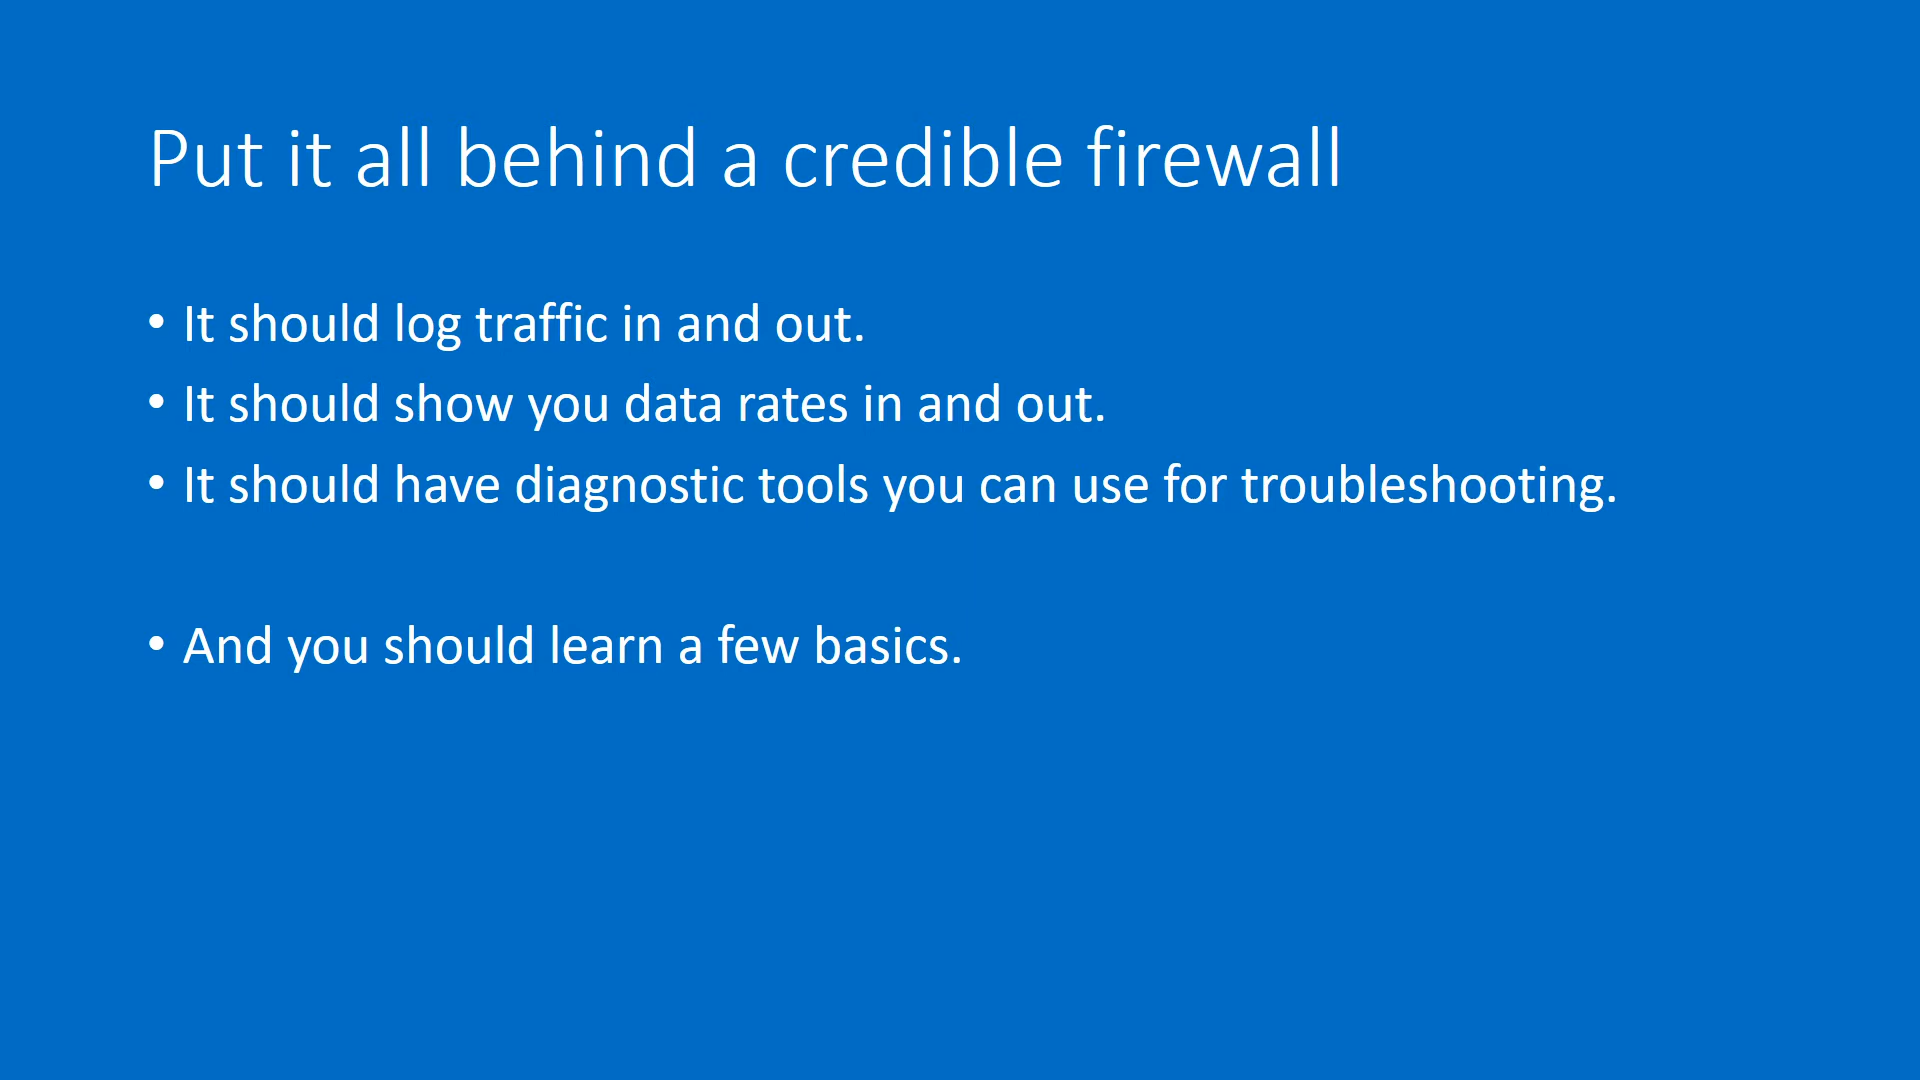 Put it all behind a credible firewall
• It should log traffic in and out.
• It should show you data rates in and out.
• It should have diagnostic tools you can use for troubleshooting.
• And you should learn a few basics.